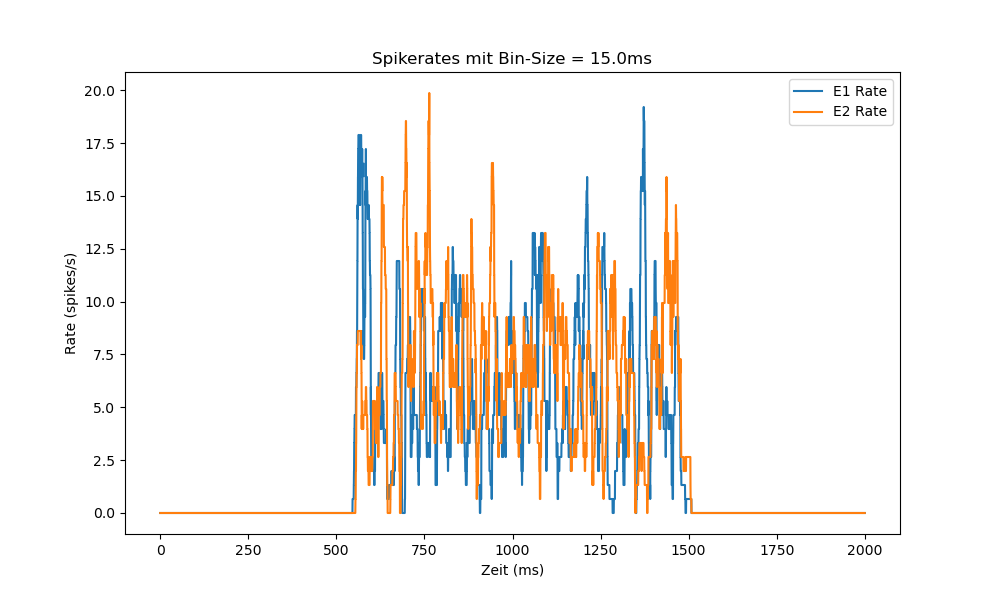 Spikerates mit Bin-Size = 15.0ms
E1 Rate
E2 Rate
Rate (spikes/s)
20.0
17.5
15.0
12.5
10.0
7.5
5.0
2.5
0.0
0 250 500 750 1000 1250 1500 1750 2000
Zeit (ms)